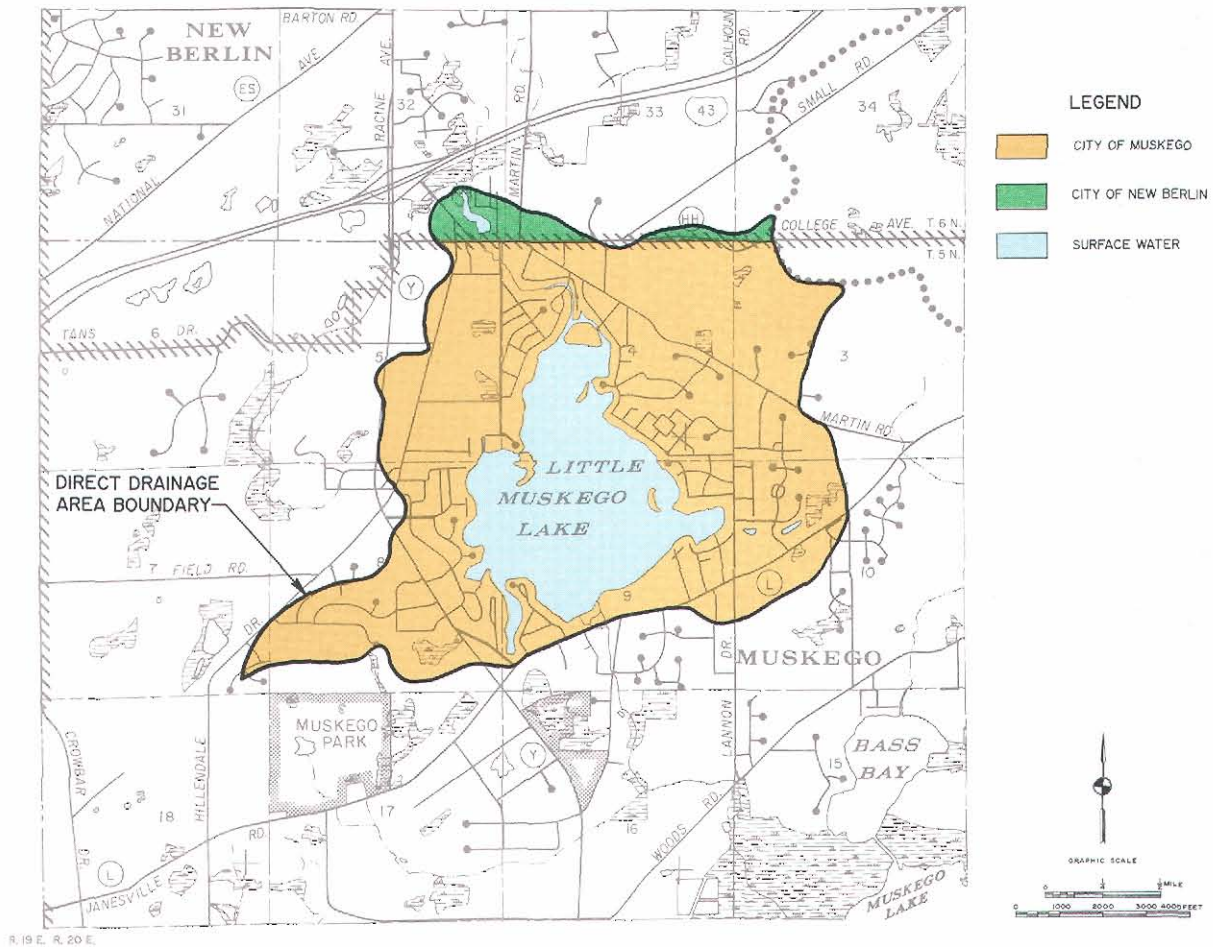 NEW
BERLIN
BARTON RD.
NATIONAL AVE.
ES
31
RACINE AVE.
32
MARTIN RD.
33
43
CALHOUN RD.
SMALL RD.
34
HH
COLLEGE AVE. T. 6 N.
T. 5 N.
LEGEND
CITY OF MUSKEGO
CITY OF NEW BERLIN
SURFACE WATER
Y
TANS 6 DR.
5
4
3
MARTIN RD.
DIRECT DRAINAGE
AREA BOUNDARY
LITTLE
MUSKEGO
LAKE
7 FIELD RD.
8
9
10
L
DR.
MUSKEGO
DR.
LANNON
MUSKEGO
PARK
Y
BASS
BAY
15
CROWBAR
DR.
HILLENDALE
18
17
16
WOODS RD.
L
JANESVILLE RD.
MUSKEGO
LAKE
GRAPHIC SCALE
0 MILE
0 1000 2000 3000 4000 FEET
R. 19 E. R. 20 E.